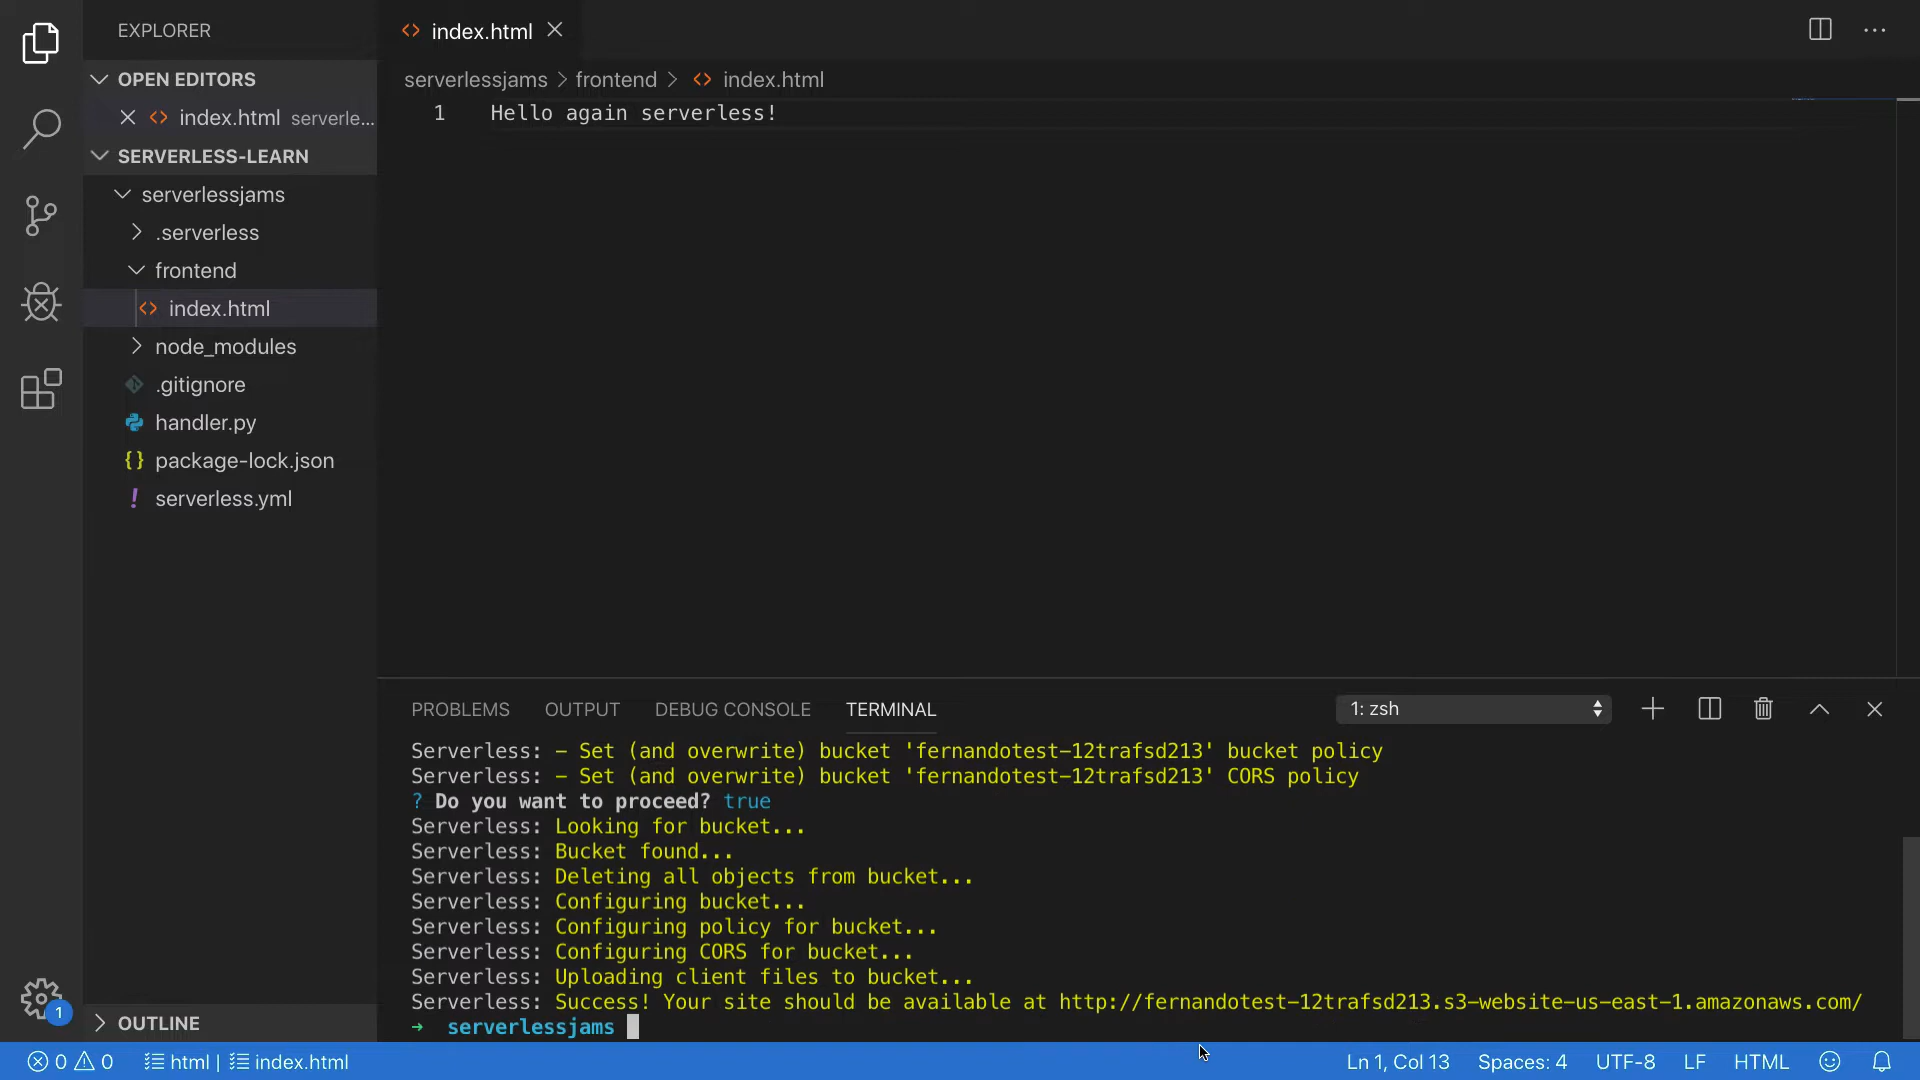 EXPLORER
OPEN EDITORS
index.html serverle...
SERVERLESS-LEARN
serverlessjams
.serverless
frontend
index.html
node_modules
.gitignore
handler.py
package-lock.json
serverless.yml
OUTLINE
index.html
serverlessjams > frontend > index.html
1 Hello again serverless!
PROBLEMS OUTPUT DEBUG CONSOLE TERMINAL 1: zsh
Serverless: - Set (and overwrite) bucket 'fernandotest-12trafsd213' bucket policy
Serverless: - Set (and overwrite) bucket 'fernandotest-12trafsd213' CORS policy
? Do you want to proceed? true
Serverless: Looking for bucket...
Serverless: Bucket found...
Serverless: Deleting all objects from bucket...
Serverless: Configuring bucket...
Serverless: Configuring policy for bucket...
Serverless: Configuring CORS for bucket...
Serverless: Uploading client files to bucket...
Serverless: Success! Your site should be available at http://fernandotest-12trafsd213.s3-website-us-east-1.amazonaws.com/
→ serverlessjams
1
0 0 html | index.html Ln 1, Col 13 Spaces: 4 UTF-8 LF HTML